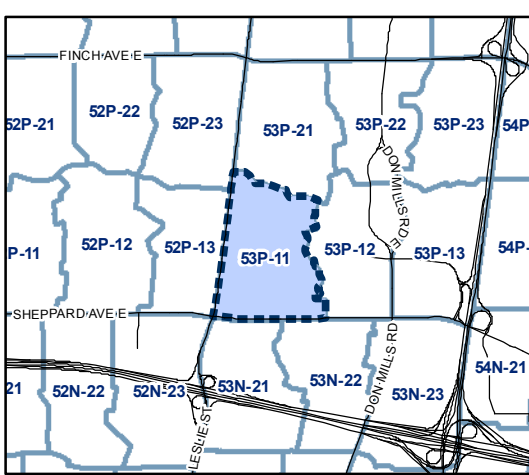 FINCH AVE E
52P-21
52P-22
52P-23
53P-21
53P-22
53P-23
54P
DON MILLS RD E
P-11
52P-12
52P-13
53P-11
53P-12
53P-13
54P-
SHEPPARD AVE E
21
52N-22
52N-23
53N-21
53N-22
53N-23
54N-21
DON MILLS RD
LESLIE ST